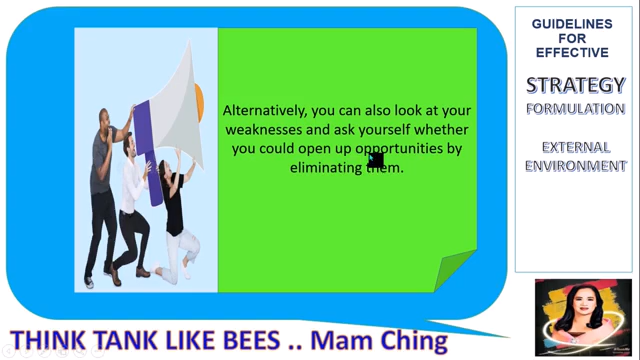 Alternatively, you can also look at your
weaknesses and ask yourself whether
you could open up opportunities by
eliminating them.
GUIDELINES
FOR
EFFECTIVE
STRATEGY
FORMULATION
EXTERNAL
ENVIRONMENT
THINK TANK LIKE BEES .. Mam Ching